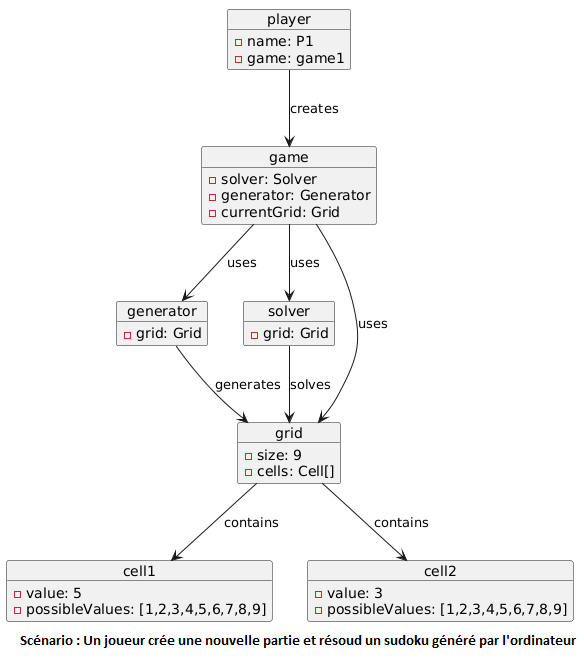 player
name: P1
game: game1
creates
game
solver: Solver
generator: Generator
currentGrid: Grid
uses
uses
uses
generator
grid: Grid
solver
grid: Grid
generates
solves
grid
size: 9
cells: Cell[]
contains
contains
cell1
value: 5
possibleValues: [1,2,3,4,5,6,7,8,9]
cell2
value: 3
possibleValues: [1,2,3,4,5,6,7,8,9]
Scénario : Un joueur crée une nouvelle partie et résoud un sudoku généré par l'ordinateur